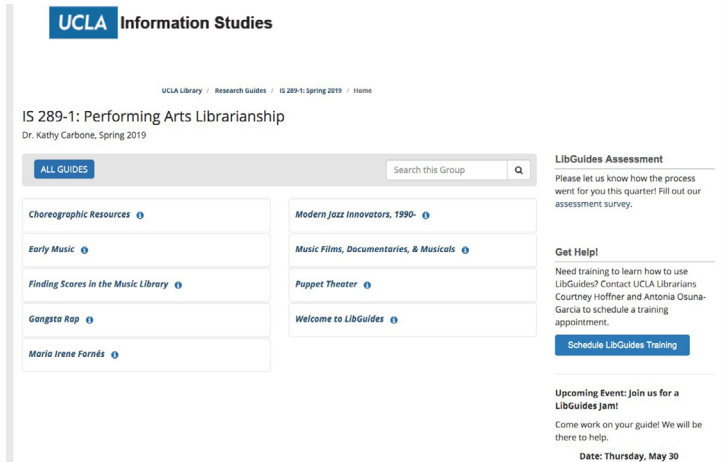 UCLA Information Studies
UCLA Library / Research Guides / IS 289-1: Spring 2019 / Home
IS 289-1: Performing Arts Librarianship
Dr. Kathy Carbone, Spring 2019
ALL GUIDES
Search this Group
Choreographic Resources
Early Music
Finding Scores in the Music Library
Gangsta Rap
Maria Irene Fornés
Modern Jazz Innovators, 1990-
Music Films, Documentaries, & Musicals
Puppet Theater
Welcome to LibGuides
LibGuides Assessment
Please let us know how the process
went for you this quarter! Fill out our
assessment survey.
Get Help!
Need training to learn how to use
LibGuides? Contact UCLA Librarians
Courtney Hoffner and Antonia Osuna-
Garcia to schedule a training
appointment.
Schedule LibGuides Training
Upcoming Event: Join us for a
LibGuides Jam!
Come work on your guide! We will be
there to help.
Date: Thursday, May 30